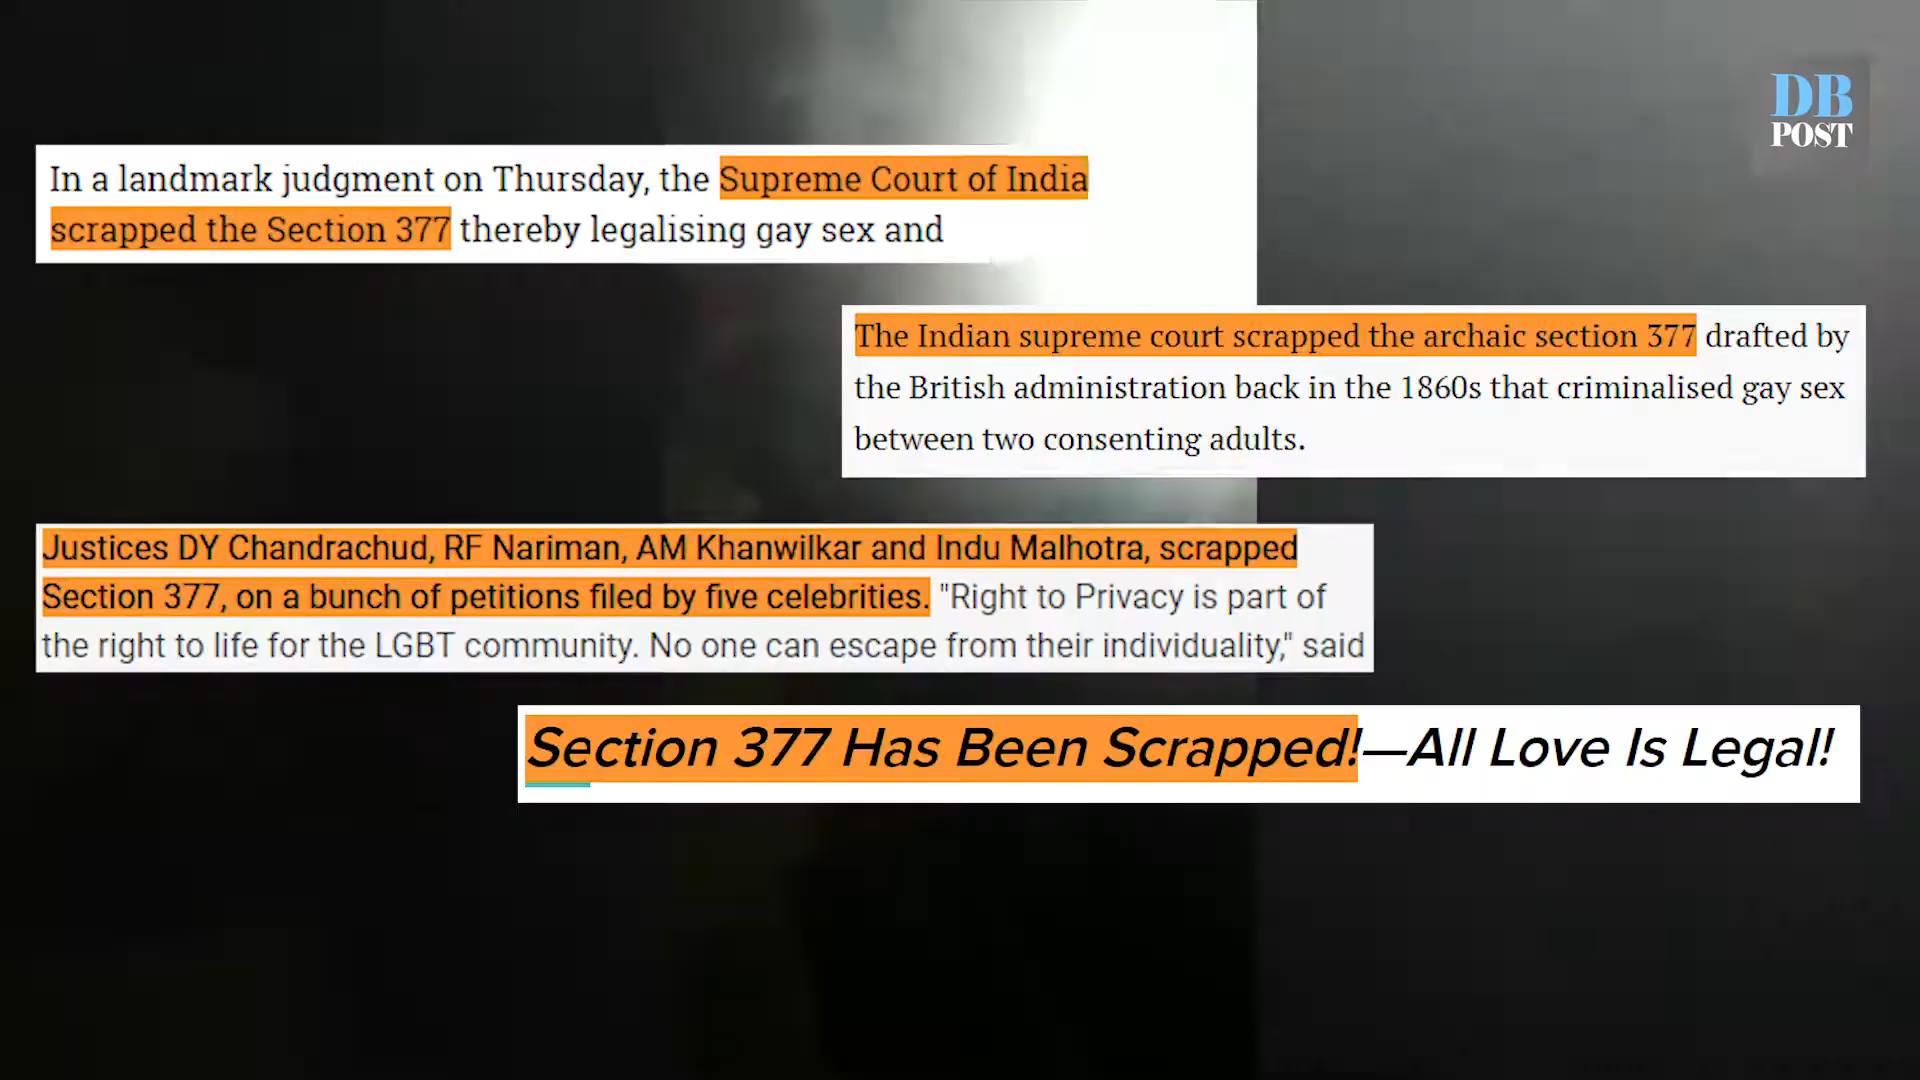 DB
POST
In a landmark judgment on Thursday, the Supreme Court of India
scrapped the Section 377 thereby legalising gay sex and
The Indian supreme court scrapped the archaic section 377 drafted by
the British administration back in the 1860s that criminalised gay sex
between two consenting adults.
Justices DY Chandrachud, RF Nariman, AM Khanwilkar and Indu Malhotra, scrapped
Section 377, on a bunch of petitions filed by five celebrities. "Right to Privacy is part of
the right to life for the LGBT community. No one can escape from their individuality," said
Section 377 Has Been Scrapped!—All Love Is Legal!